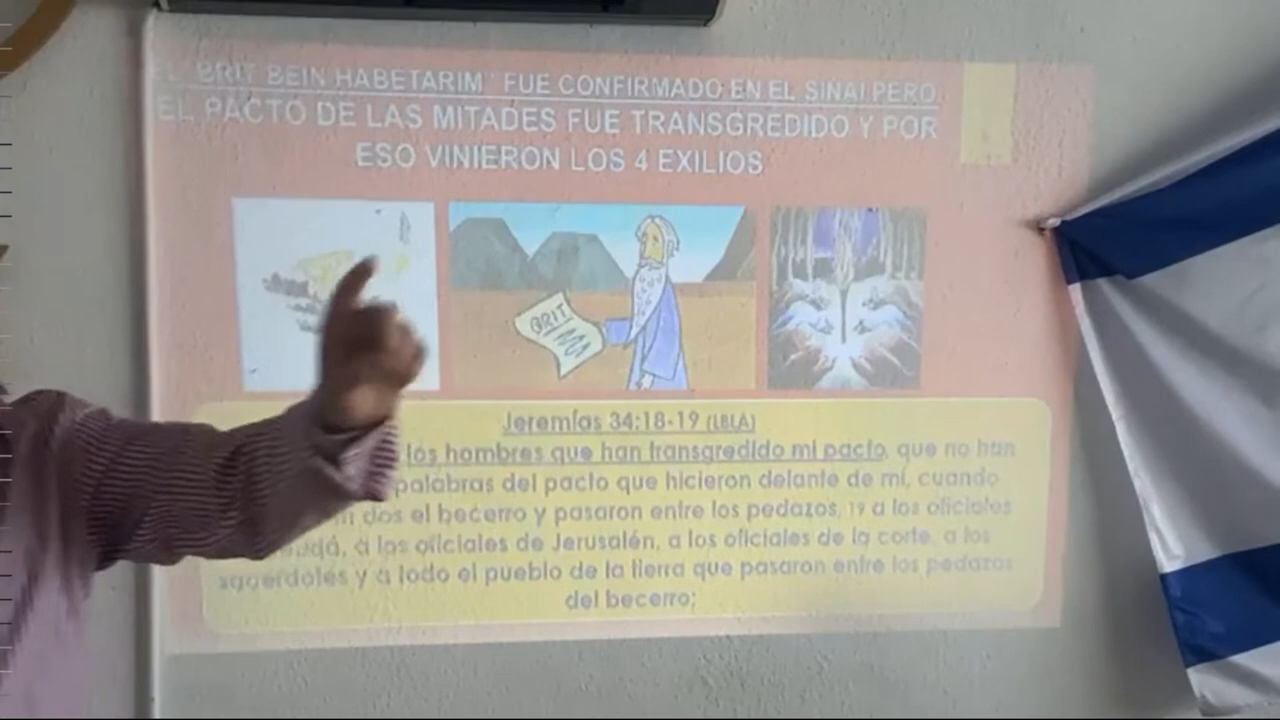 EL "BRIT BEIN HABETARIM" FUE CONFIRMADO EN EL SINAI PERO
EL PACTO DE LAS MITADES FUE TRANSGREDIDO Y POR
ESO VINIERON LOS 4 EXILIOS
BRIT
Jeremías 34:18-19 (LBLA)
los hombres que han transgredido mi pacto, que no han
palabras del pacto que hicieron delante de mí, cuando
dos el becerro y pasaron entre los pedazos, 19 a los oficiales
a los oficiales de Jerusalén, a los oficiales de la corte, a los
sacerdotes y a todo el pueblo de la tierra que pasaron entre los pedazos
del becerro;